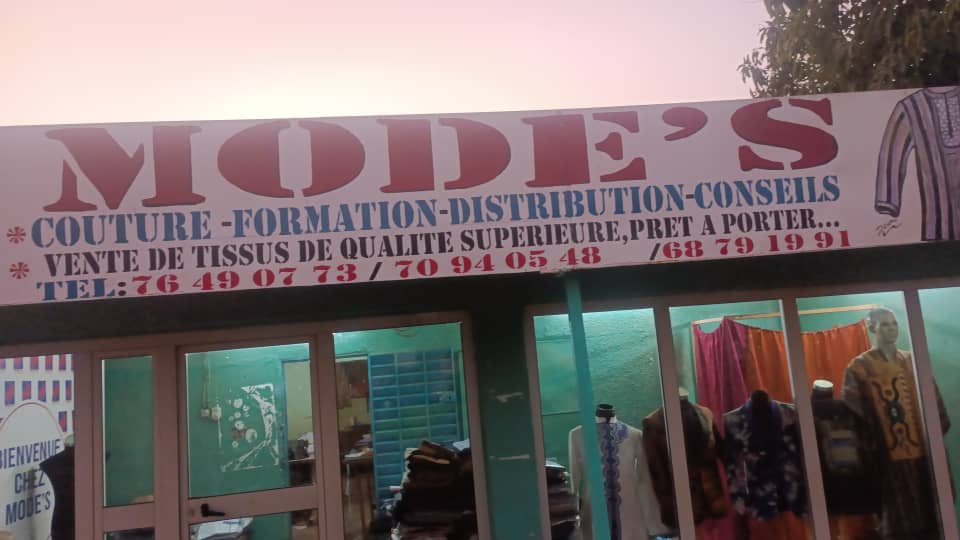 MODE'S
* COUTURE -FORMATION-DISTRIBUTION-CONSEILS
* VENTE DE TISSUS DE QUALITE SUPERIEURE,PRET A PORTER...
TEL:76 49 07 73 / 70 94 05 48 /68 79 19 91
BIENVENUE
CHEZ
MODE'S